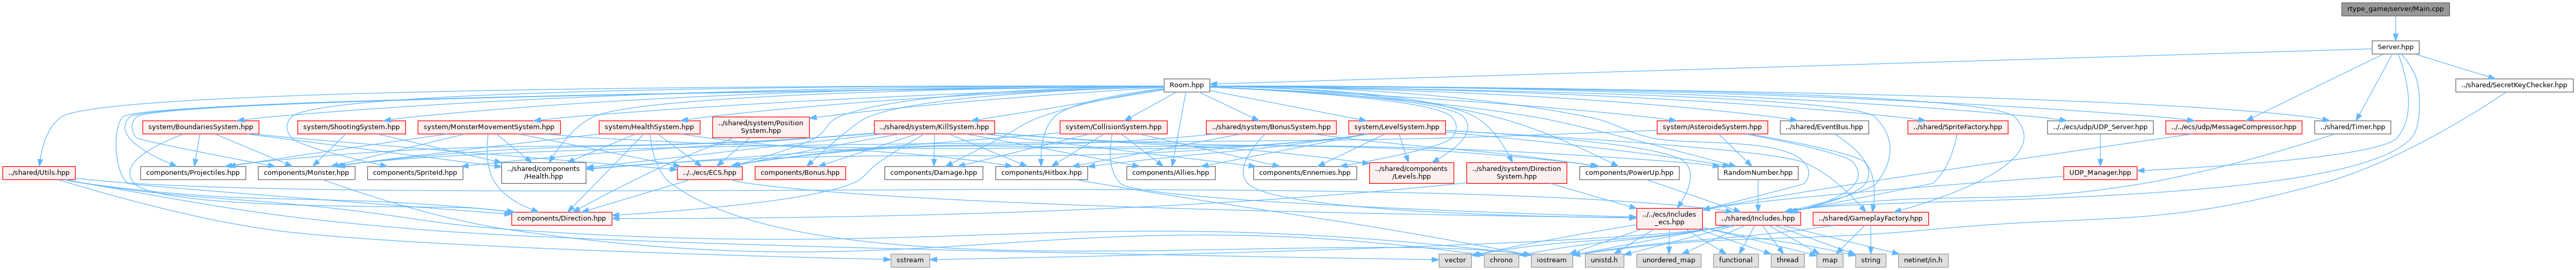 rtype_game/server/Main.cpp
Server.hpp
Room.hpp
../shared/SecretKeyChecker.hpp
system/BoundariesSystem.hpp
system/ShootingSystem.hpp
system/MonsterMovementSystem.hpp
system/HealthSystem.hpp
../shared/system/Position
System.hpp
../shared/system/KillSystem.hpp
system/CollisionSystem.hpp
../shared/system/BonusSystem.hpp
system/LevelSystem.hpp
system/AsteroideSystem.hpp
../shared/EventBus.hpp
../shared/SpriteFactory.hpp
../../ecs/udp/UDP_Server.hpp
../../ecs/udp/MessageCompressor.hpp
../shared/Timer.hpp
../shared/Utils.hpp
components/Projectiles.hpp
components/Monster.hpp
components/SpriteId.hpp
../shared/components
/Health.hpp
../../ecs/ECS.hpp
components/Bonus.hpp
components/Damage.hpp
components/Hitbox.hpp
components/Allies.hpp
components/Ennemies.hpp
../shared/components
/Levels.hpp
../shared/system/Direction
System.hpp
components/PowerUp.hpp
RandomNumber.hpp
UDP_Manager.hpp
components/Direction.hpp
../../ecs/Includes
_ecs.hpp
../shared/Includes.hpp
../shared/GameplayFactory.hpp
sstream
vector
chrono
iostream
unistd.h
unordered_map
functional
thread
map
string
netinet/in.h